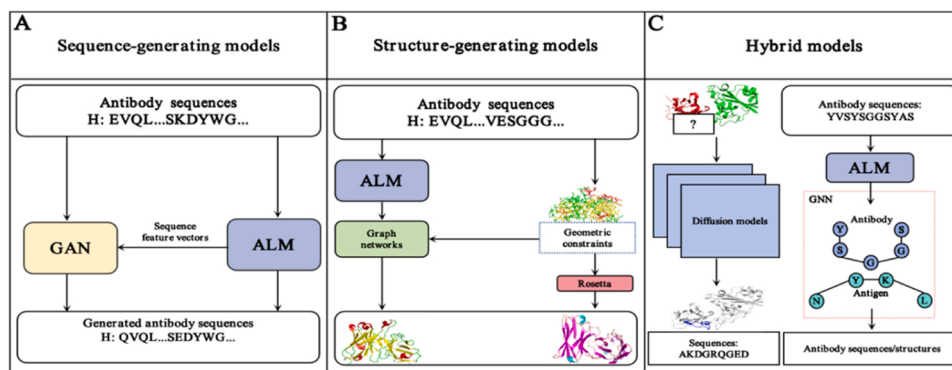 A
Sequence-generating models
Antibody sequences
H: EVQL...SKDYWG...
GAN
Sequence
feature vectors
ALM
Generated antibody sequences
H: QVQL...SEDYWG...
B
Structure-generating models
Antibody sequences
H: EVQL...VESGGG...
ALM
Graph
networks
Geometric
constraints
Rosetta
C
Hybrid models
?
Diffusion models
Sequences:
AKDGRQGED
Antibody sequences:
YVSYSGGSYAS
ALM
GNN
Antibody
Y
S
S
G
G
Y
K
Antigen
N
L
Antibody sequences/structures